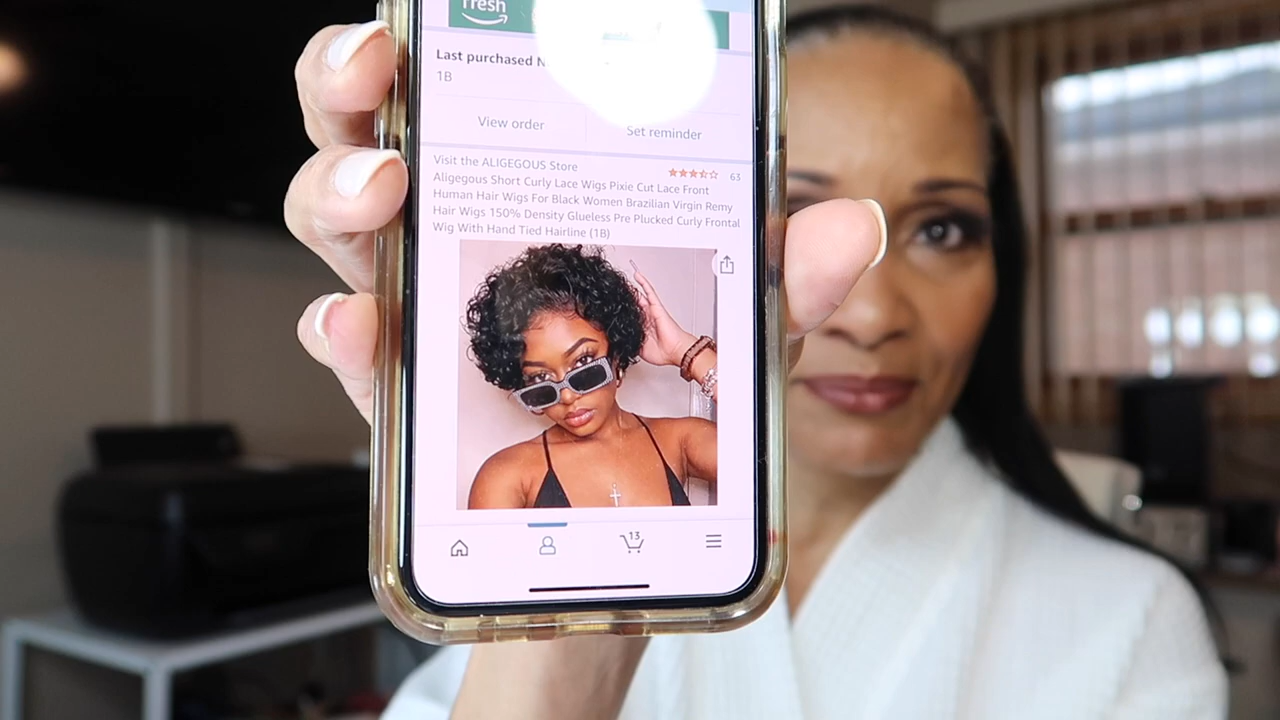 fresh
Last purchased
1B
View order
Set reminder
Visit the ALIGEGOUS Store
63
Aligegous Short Curly Lace Wigs Pixie Cut Lace Front
Human Hair Wigs For Black Women Brazilian Virgin Remy
Hair Wigs 150% Density Glueless Pre Plucked Curly Frontal
Wig With Hand Tied Hairline (1B)
13